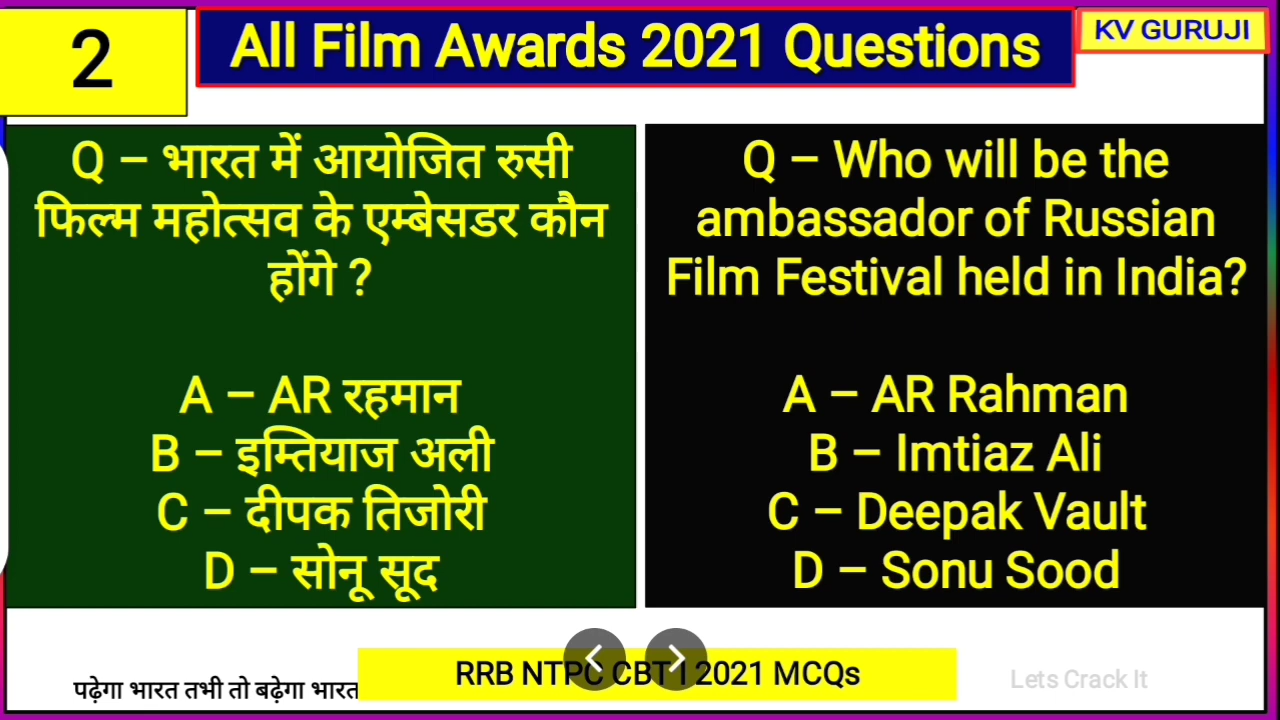 2
All Film Awards 2021 Questions
KV GURUJI
Q – भारत में आयोजित रुसी
फिल्म महोत्सव के एम्बेसडर कौन
होंगे ?
A – AR रहमान
B – इम्तियाज अली
C – दीपक तिजोरी
D – सोनू सूद
Q – Who will be the
ambassador of Russian
Film Festival held in India?
A – AR Rahman
B – Imtiaz Ali
C – Deepak Vault
D – Sonu Sood
पढ़ेगा भारत तभी तो बढ़ेगा भारत
RRB NTPC CBT I 2021 MCQs
Lets Crack It